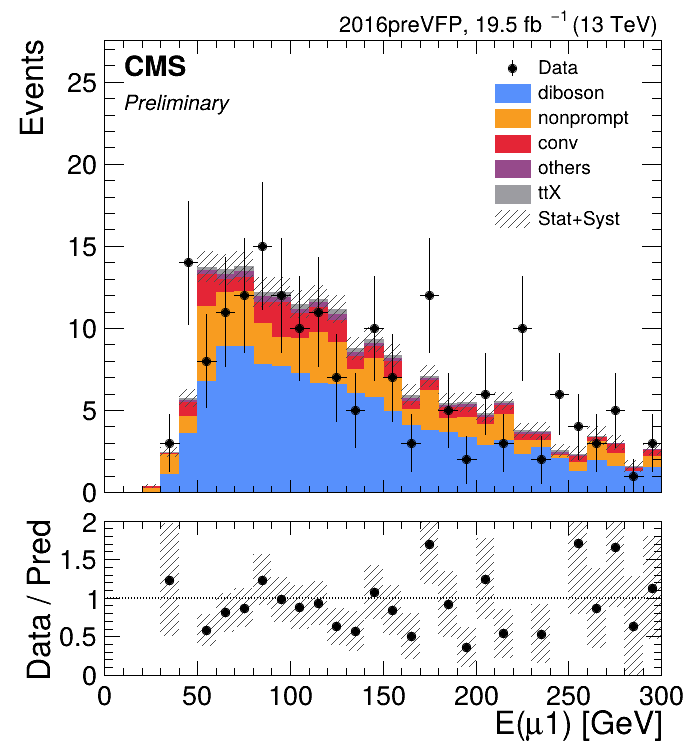 2016preVFP, 19.5 fb⁻¹ (13 TeV)
CMS
Preliminary
Events
Data
diboson
nonprompt
conv
others
ttX
Stat+Syst
25
20
15
10
5
0
Data / Pred
2
1.5
1
0.5
0
0 50 100 150 200 250 300
E(μ1) [GeV]